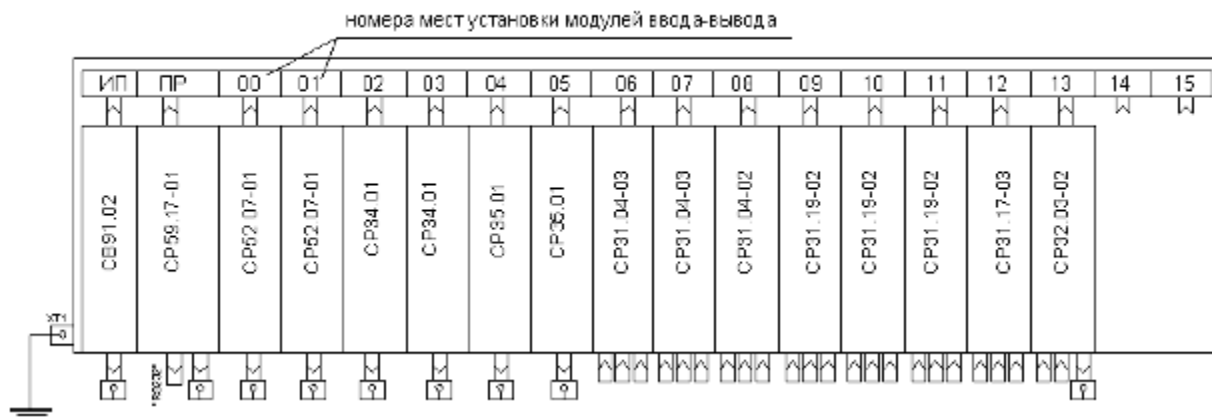 номера мест установки модулей ввода-вывода
ИП ПР 00 01 02 03 04 05 06 07 08 09 10 11 12 13 14 15
СВ91.02
СР59.17-01
СР52.07-01
СР52.07-01
СР34.01
СР34.01
СР35.01
СР35.01
СР31.04-03
СР31.04-03
СР31.04-02
СР31.19-02
СР31.19-02
СР31.19-02
СР31.17-03
СР32.03-02
XT1